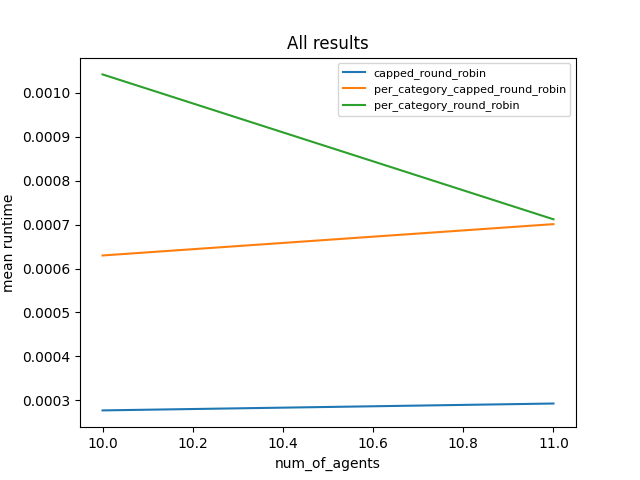 All results
capped_round_robin
per_category_capped_round_robin
per_category_round_robin
mean runtime
0.0010
0.0009
0.0008
0.0007
0.0006
0.0005
0.0004
0.0003
10.0 10.2 10.4 10.6 10.8 11.0
num_of_agents